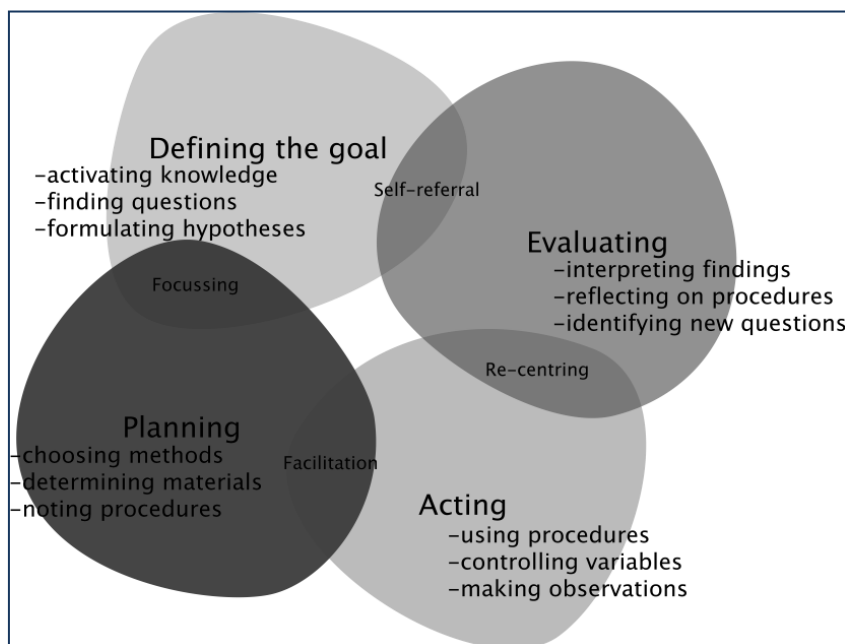 Defining the goal
-activating knowledge
-finding questions
-formulating hypotheses
Self-referral
Evaluating
-interpreting findings
-reflecting on procedures
-identifying new questions
Focussing
Re-centring
Planning
-choosing methods
-determining materials
-noting procedures
Facilitation
Acting
-using procedures
-controlling variables
-making observations